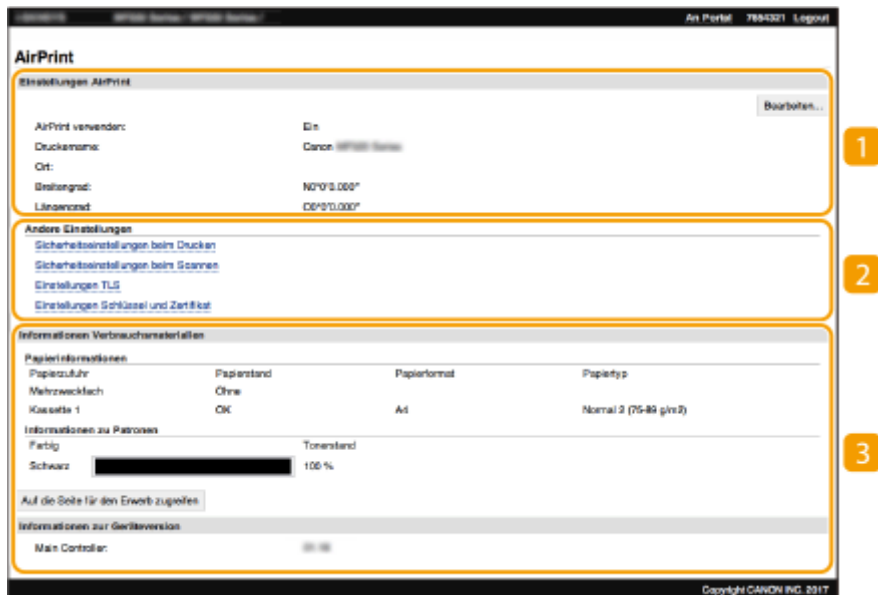 An Portal 7654321 Logout
AirPrint
Einstellungen AirPrint
Bearbeiten...
AirPrint verwenden: Ein
Druckername: Canon
1
Ort:
Breitengrad: N0°0'0.000"
Längengrad:
Andere Einstellungen
Sicherheitseinstellungen beim Drucken
Sicherheitseinstellungen beim Scannen
2
Einstellungen TLS
Einstellungen Schlüssel und Zertifikat
Informationen Verbrauchsmaterialien
Papierinformationen
Papierzufuhr Papierstand Papierformat Papiertyp
Mehrzweckfach Ohne
Kassette 1 OK A4 Normal 2 (75-89 g/m2)
Informationen zu Patronen
Farbig Tonerstand
3
Schwarz 100 %
Auf die Seite für den Erwerb zugreifen
Informationen zur Geräteversion
Main Controller:
Copyright CANON INC. 2017